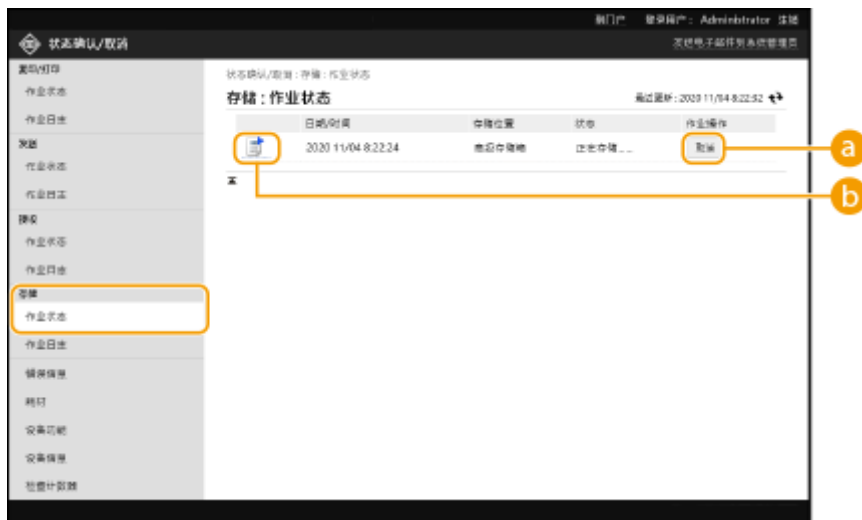 到门户 登录用户: Administrator 注销
状态确认/取消
发送电子邮件到系统管理员
复印/打印
作业状态
作业日志
发送
作业状态
作业日志
接收
作业状态
作业日志
存储
作业状态
作业日志
错误信息
耗材
设备功能
设备信息
检查计数器
状态确认/取消 : 存储 : 作业状态
存储 : 作业状态
最近更新 : 2020 11/04 8:22:32
日期/时间 存储位置 状态 作业操作
2020 11/04 8:22:24 高级存储箱 正在存储... 取消
a
b